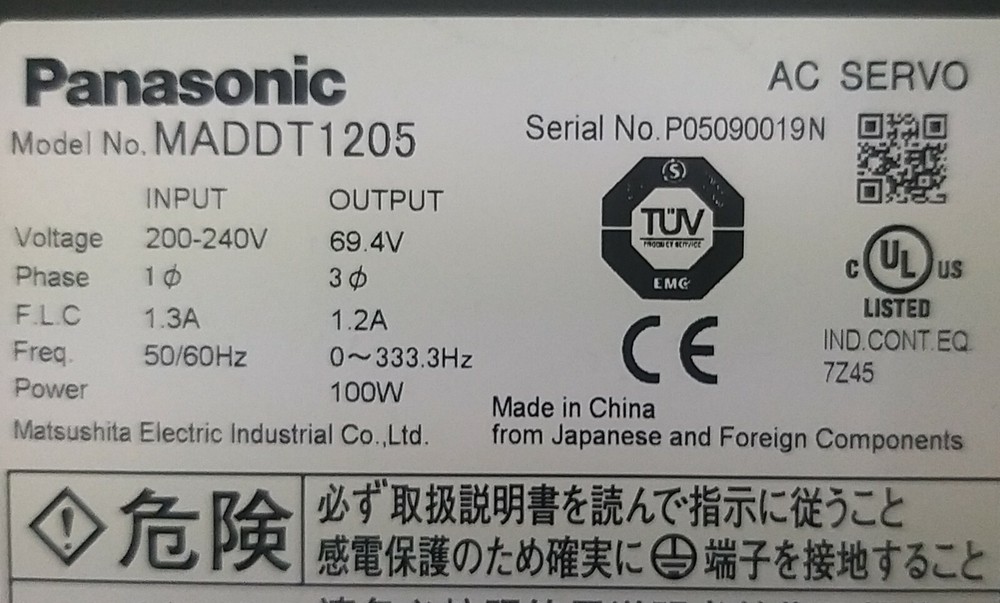 Panasonic AC SERVO
Model No. MADDT1205 Serial No. P05090019N
INPUT OUTPUT
Voltage 200-240V 69.4V
Phase 1ϕ 3ϕ
F.L.C 1.3A 1.2A
Freq. 50/60Hz 0～333.3Hz
Power 100W
Matsushita Electric Industrial Co.,Ltd.
S
TÜV
PRODUCT SERVICE
EMC
CE
C UL US
LISTED
IND.CONT.EQ.
7Z45
Made in China
from Japanese and Foreign Components
危険
必ず取扱説明書を読んで指示に従うこと
感電保護のため確実に⏚端子を接地すること